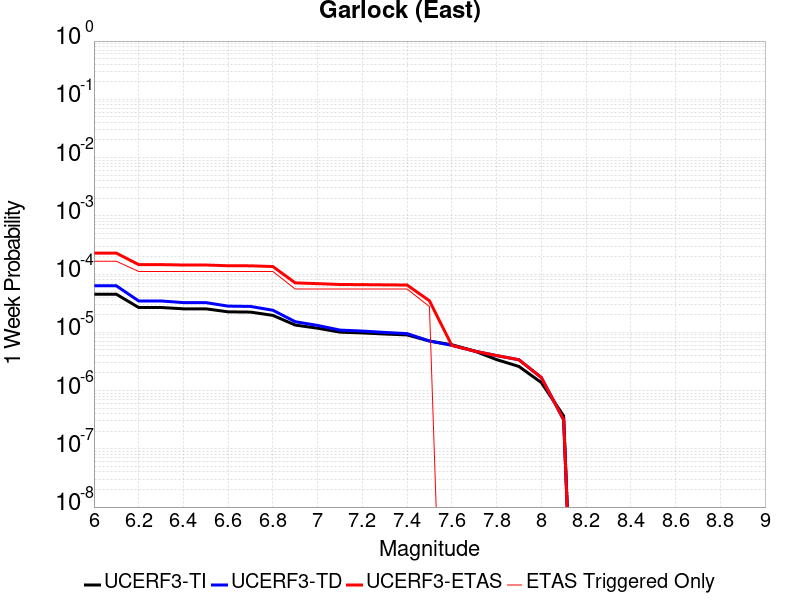 Garlock (East)
10^0
10^-1
10^-2
10^-3
10^-4
10^-5
10^-6
10^-7
10^-8
1 Week Probability
6 6.2 6.4 6.6 6.8 7 7.2 7.4 7.6 7.8 8 8.2 8.4 8.6 8.8 9
Magnitude
UCERF3-TI UCERF3-TD UCERF3-ETAS ETAS Triggered Only